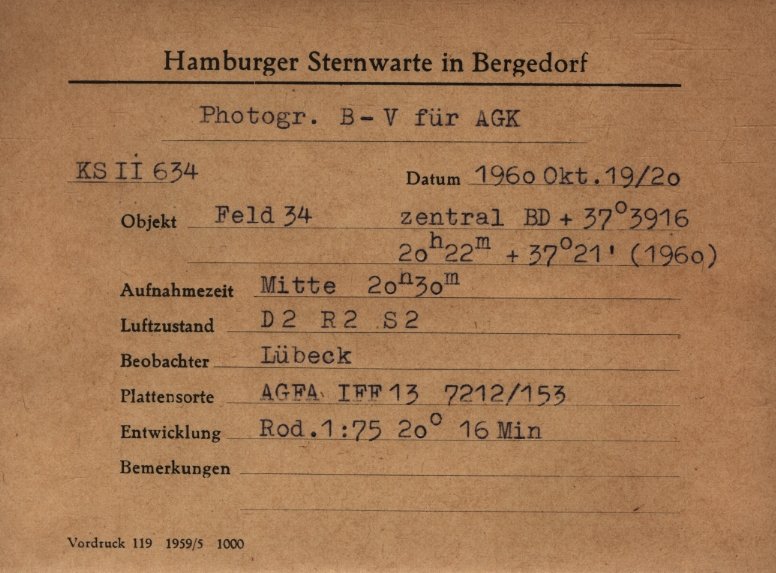 Hamburger Sternwarte in Bergedorf
Photogr. B-V für AGK
KS II 634
Datum 1960 Okt.19/20
Objekt Feld 34 zentral BD + 37°3916
20h22m + 37°21' (1960)
Aufnahmezeit Mitte 20h30m
Luftzustand D2 R2 S2
Beobachter Lübeck
Plattensorte AGFA IFF13 7212/153
Entwicklung Rod.1:75 20° 16 Min
Bemerkungen
Vordruck 119 1959/5 1000